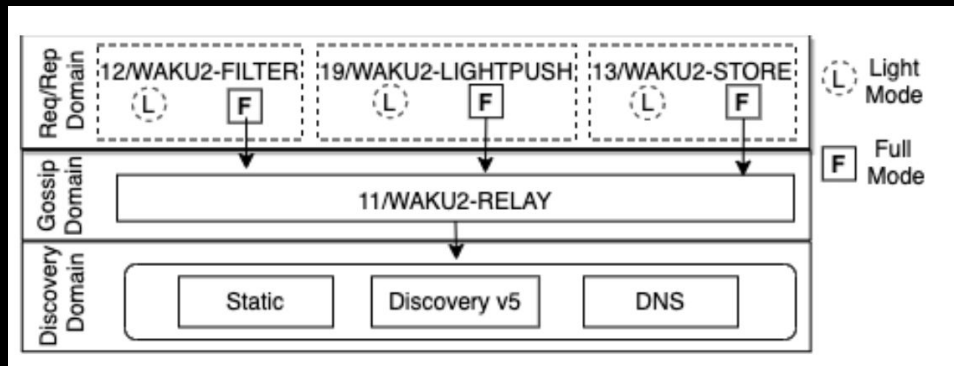 Req/Rep
Domain
12/WAKU2-FILTER
L
F
19/WAKU2-LIGHTPUSH
L
F
13/WAKU2-STORE
L
F
L
Light
Mode
F
Full
Mode
Gossip
Domain
11/WAKU2-RELAY
Discovery
Domain
Static
Discovery v5
DNS